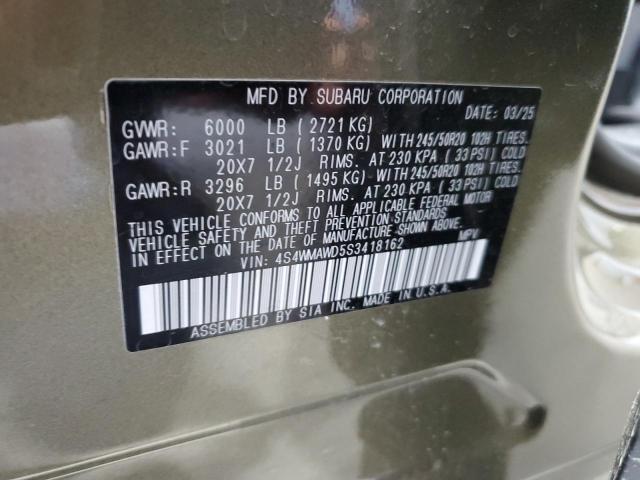 MFD BY SUBARU CORPORATION
DATE: 03/25
GVWR: 6000 LB (2721 KG)
GAWR:F 3021 LB (1370 KG) WITH 245/50R20 102H TIRES.
20X7 1/2J RIMS. AT 230 KPA (33 PSI) COLD
GAWR:R 3296 LB (1495 KG) WITH 245/50R20 102H TIRES.
20X7 1/2J RIMS. AT 230 KPA (33 PSI) COLD
THIS VEHICLE CONFORMS TO ALL APPLICABLE FEDERAL MOTOR
VEHICLE SAFETY AND THEFT PREVENTION STANDARDS
IN EFFECT ON THE DATE OF MANUFACTURE SHOWN ABOVE.
VIN: 4S4WMAWD5S3418162 MPV
ASSEMBLED BY SIA INC. MADE IN U.S.A.